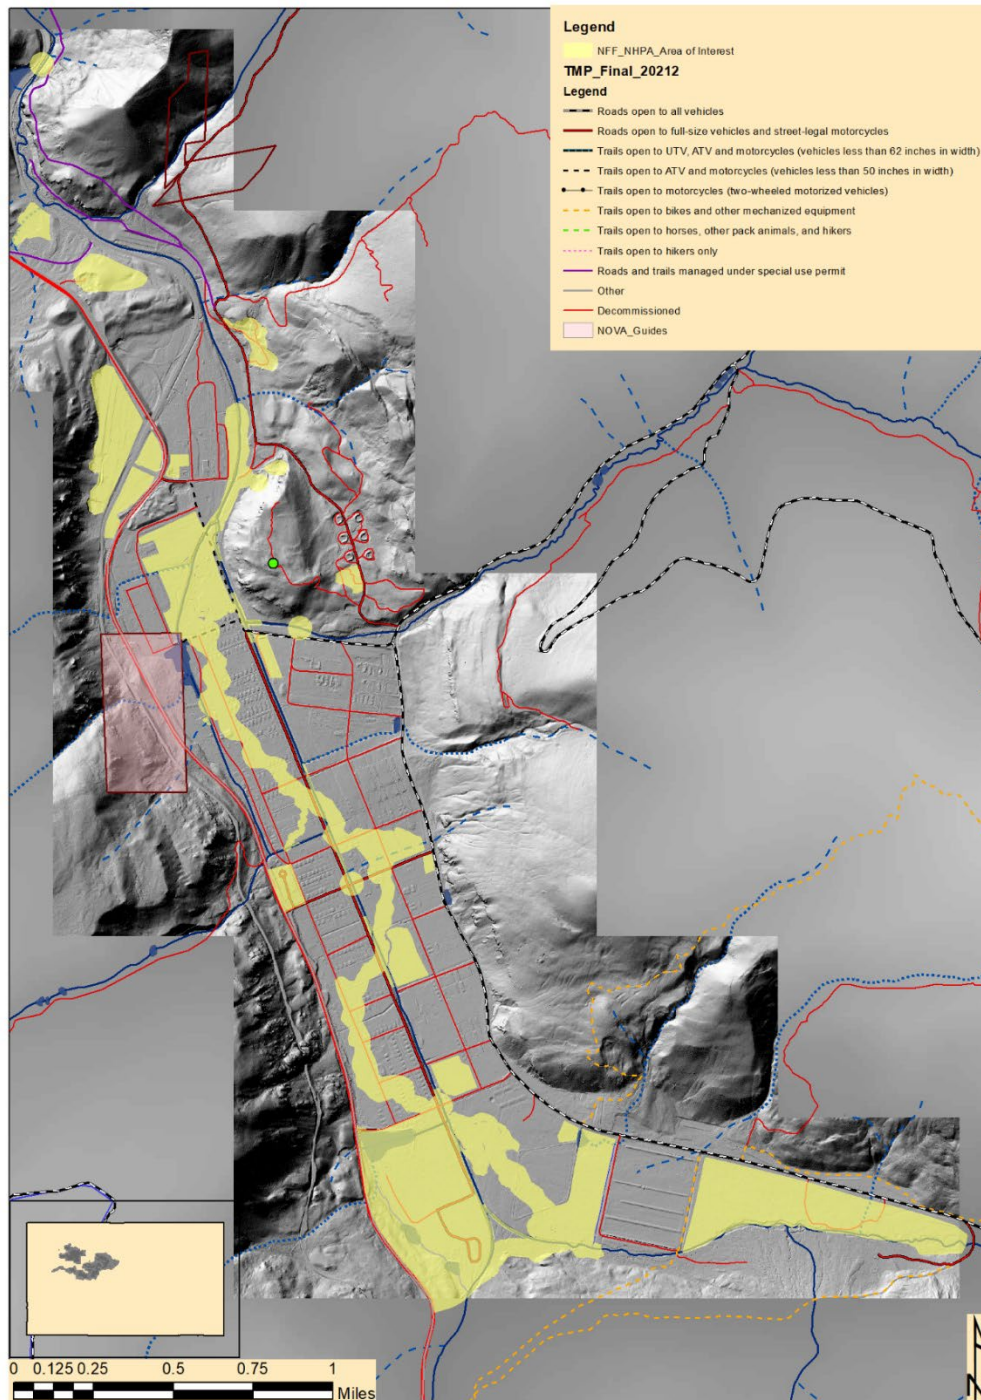 Legend
NFF_NHPA_Area of Interest
TMP_Final_20212
Legend
Roads open to all vehicles
Roads open to full-size vehicles and street-legal motorcycles
Trails open to UTV, ATV and motorcycles (vehicles less than 62 inches in width)
Trails open to ATV and motorcycles (vehicles less than 50 inches in width)
Trails open to motorcycles (two-wheeled motorized vehicles)
Trails open to bikes and other mechanized equipment
Trails open to horses, other pack animals, and hikers
Trails open to hikers only
Roads and trails managed under special use permit
Other
Decommissioned
NOVA_Guides
0 0.125 0.25 0.5 0.75 1
Miles